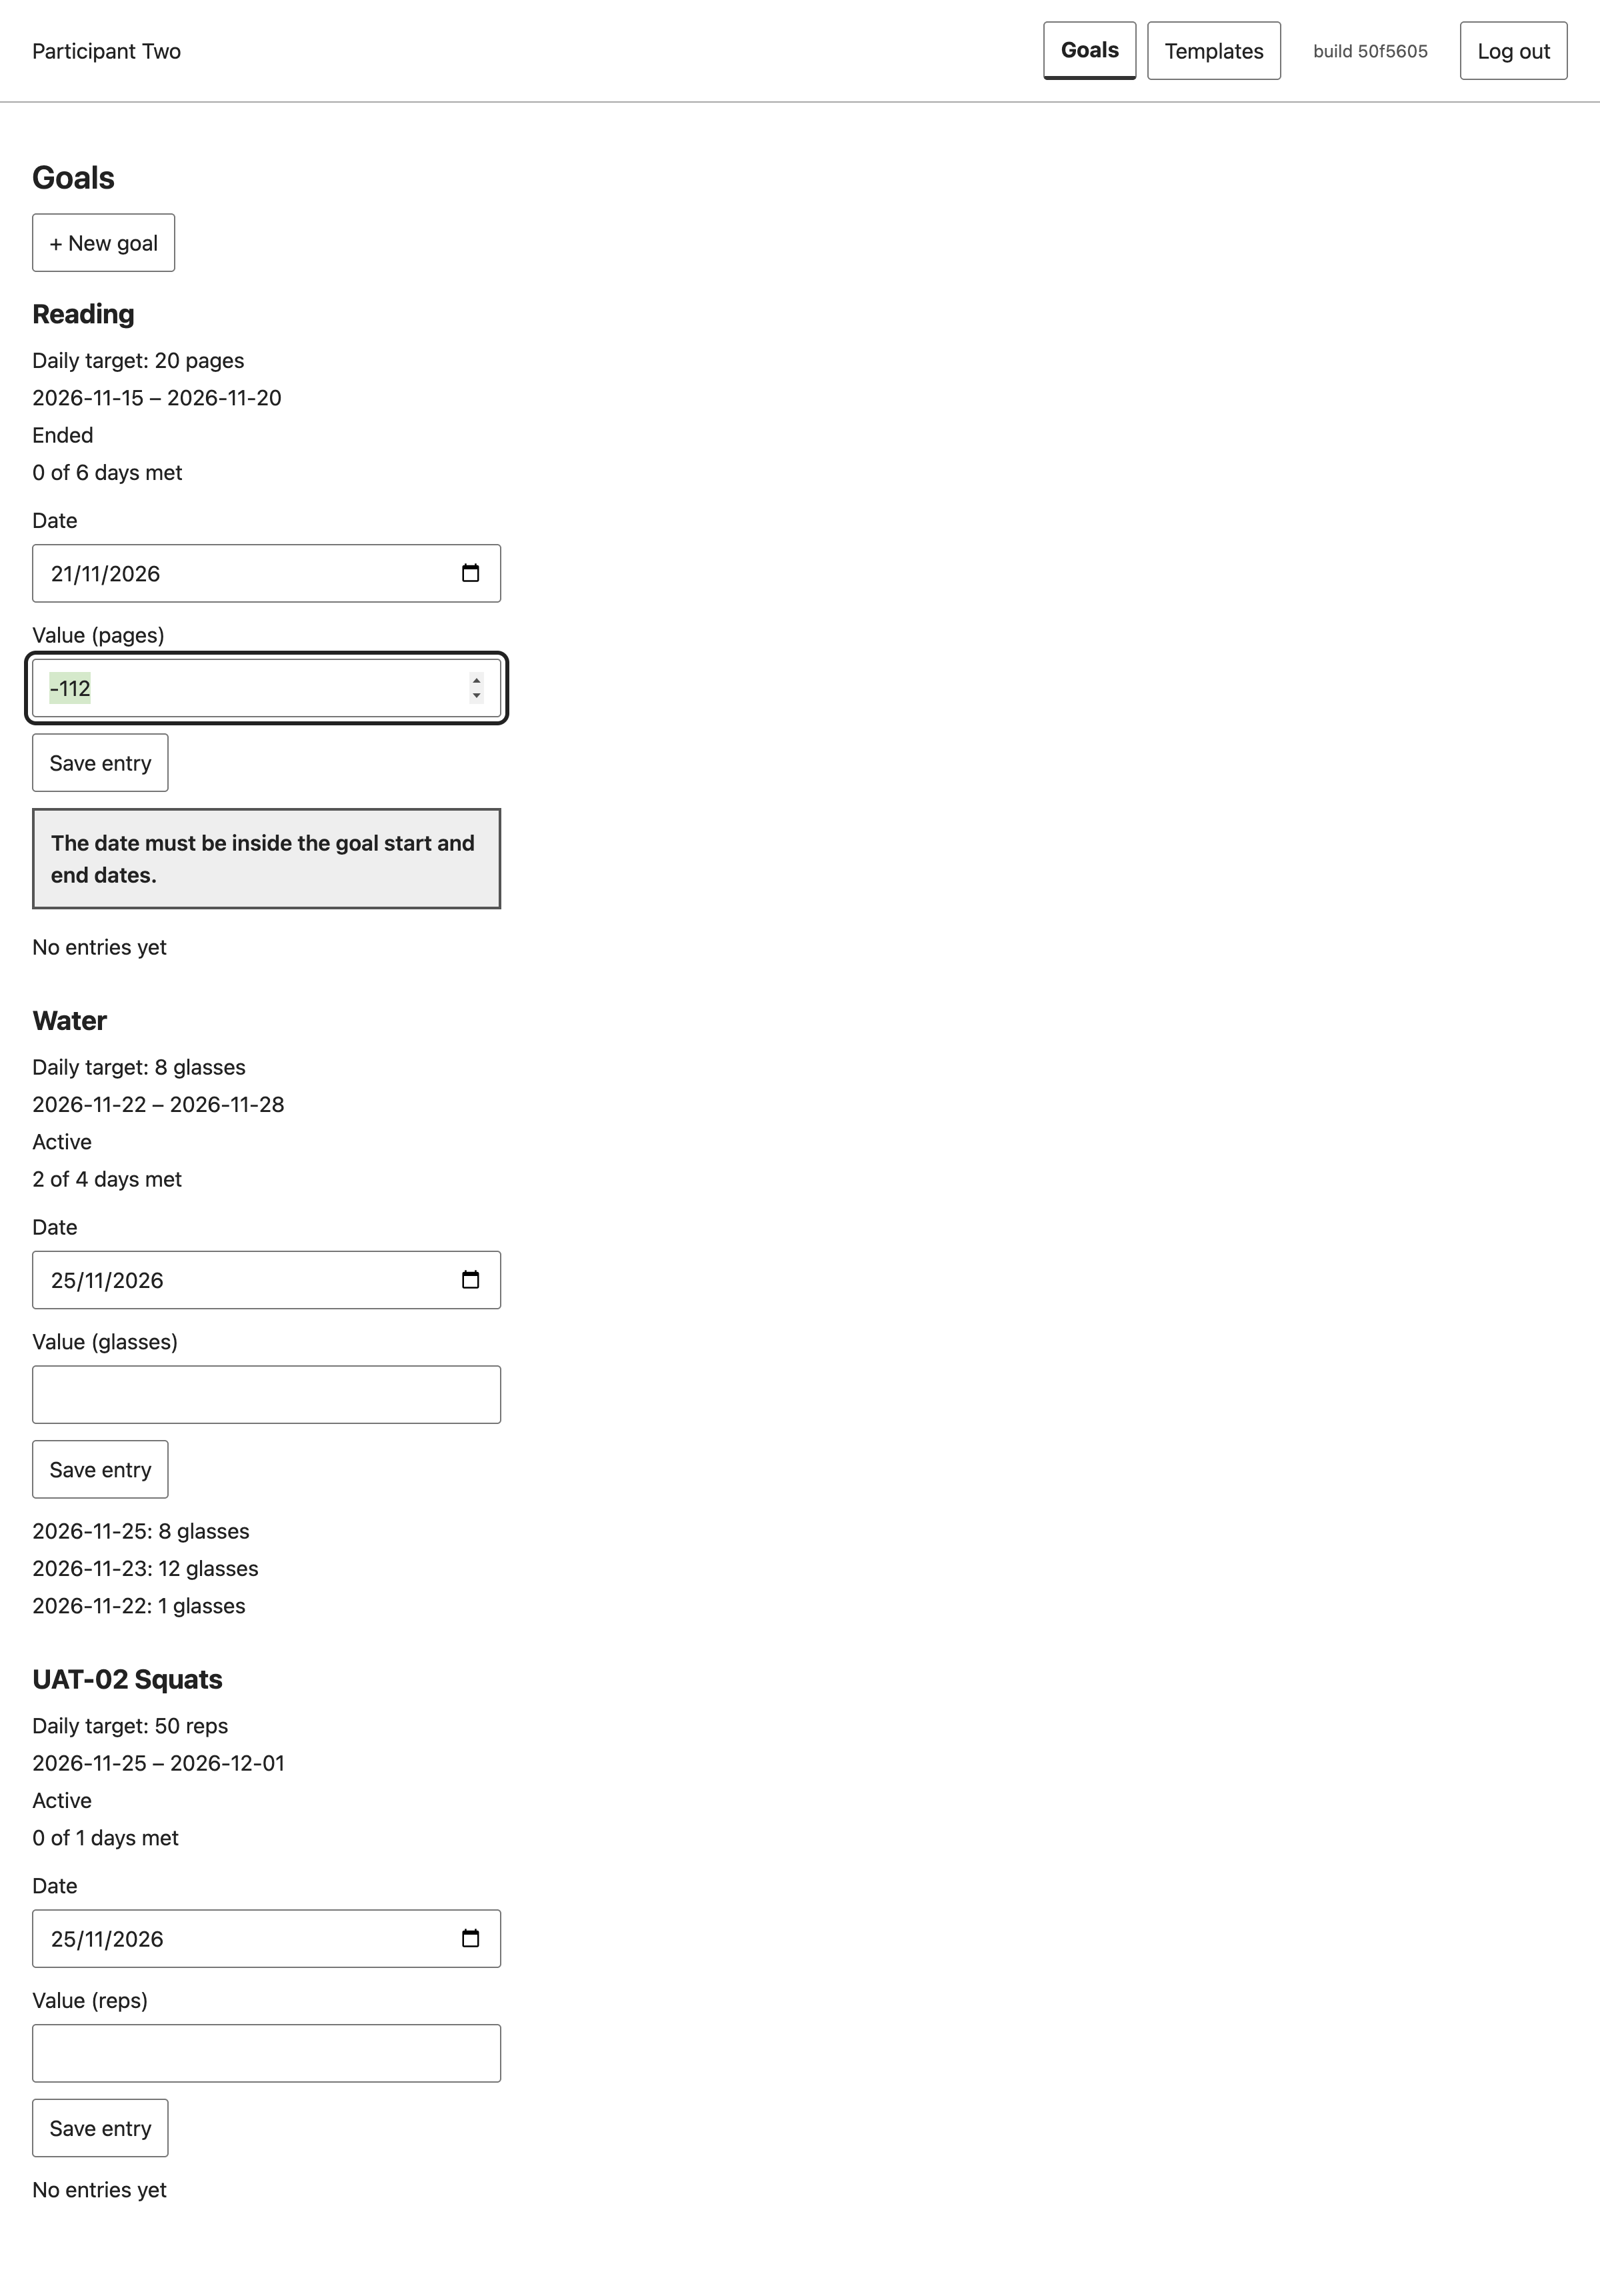 Participant Two
Goals
Templates
build 50f5605
Log out
Goals
+ New goal
Reading
Daily target: 20 pages
2026-11-15 – 2026-11-20
Ended
0 of 6 days met
Date
21/11/2026
Value (pages)
-112
Save entry
The date must be inside the goal start and
end dates.
No entries yet
Water
Daily target: 8 glasses
2026-11-22 – 2026-11-28
Active
2 of 4 days met
Date
25/11/2026
Value (glasses)
Save entry
2026-11-25: 8 glasses
2026-11-23: 12 glasses
2026-11-22: 1 glasses
UAT-02 Squats
Daily target: 50 reps
2026-11-25 – 2026-12-01
Active
0 of 1 days met
Date
25/11/2026
Value (reps)
Save entry
No entries yet